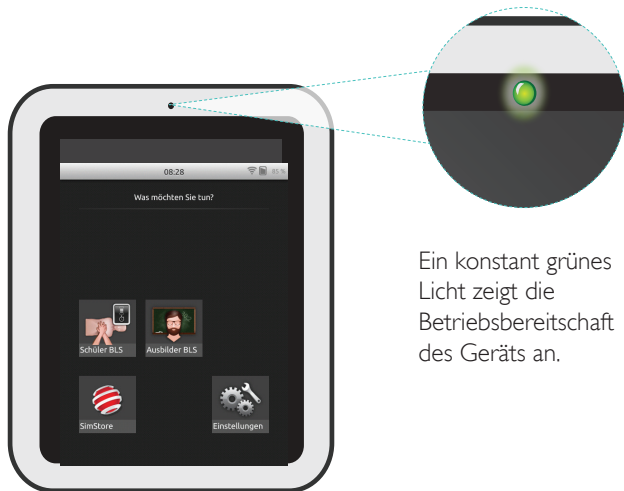 08:28
85 %
Was möchten Sie tun?
Schüler BLS
Ausbilder BLS
SimStore
Einstellungen
Ein konstant grünes
Licht zeigt die
Betriebsbereitschaft
des Geräts an.